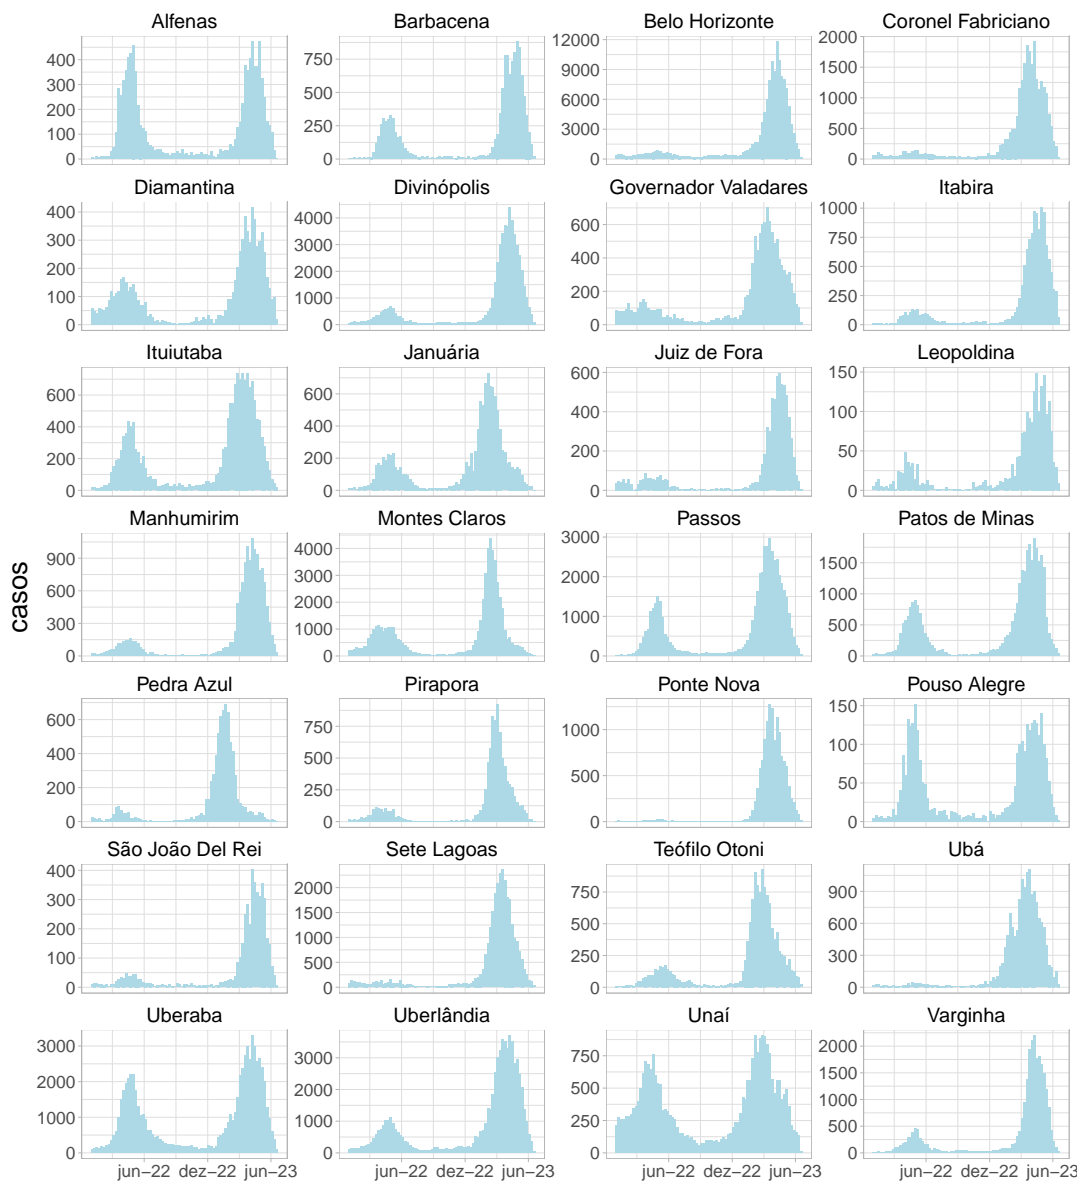 Alfenas Barbacena Belo Horizonte Coronel Fabriciano
400 300 200 100 0
750 500 250 0
12000 9000 6000 3000 0
2000 1500 1000 500 0
Diamantina Divinópolis Governador Valadares Itabira
400 300 200 100 0
4000 3000 2000 1000 0
600 400 200 0
1000 750 500 250 0
Ituiutaba Januária Juiz de Fora Leopoldina
600 400 200 0
600 400 200 0
600 400 200 0
150 100 50 0
casos
Manhumirim Montes Claros Passos Patos de Minas
900 600 300 0
4000 3000 2000 1000 0
3000 2000 1000 0
1500 1000 500 0
Pedra Azul Pirapora Ponte Nova Pouso Alegre
600 400 200 0
750 500 250 0
1000 500 0
150 100 50 0
São João Del Rei Sete Lagoas Teófilo Otoni Ubá
400 300 200 100 0
2000 1500 1000 500 0
750 500 250 0
900 600 300 0
Uberaba Uberlândia Unaí Varginha
3000 2000 1000 0
3000 2000 1000 0
750 500 250 0
2000 1500 1000 500 0
jun−22 dez−22 jun−23 jun−22 dez−22 jun−23 jun−22 dez−22 jun−23 jun−22 dez−22 jun−23